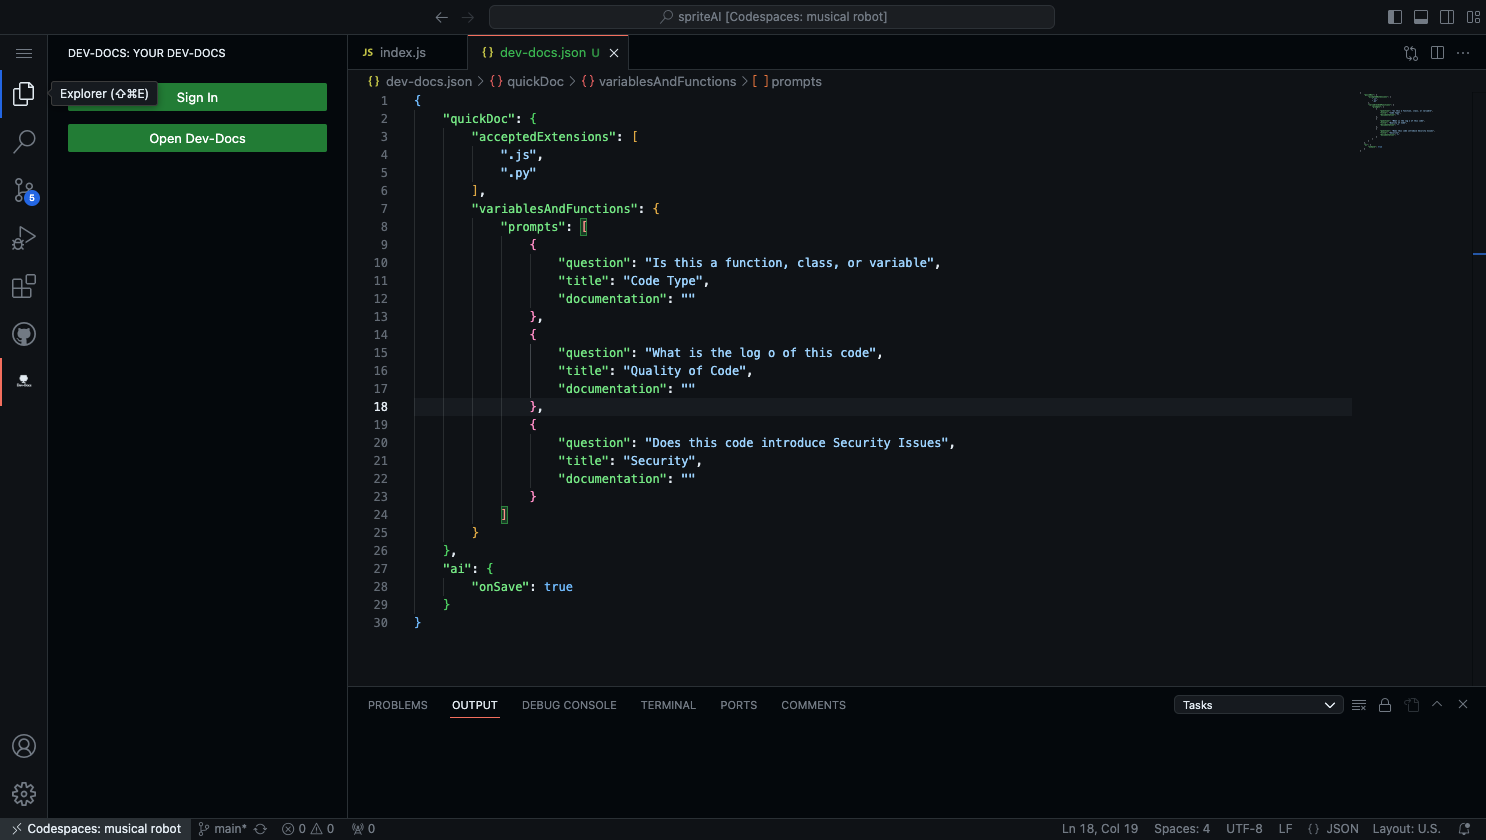 spriteAI [Codespaces: musical robot]
DEV-DOCS: YOUR DEV-DOCS
Explorer (⇧⌘E)
Sign In
Open Dev-Docs
5
Dev-Docs
JS index.js
{} dev-docs.json U
{} dev-docs.json > {} quickDoc > {} variablesAndFunctions > [ ] prompts
1 {
2 "quickDoc": {
3 "acceptedExtensions": [
4 ".js",
5 ".py"
6 ],
7 "variablesAndFunctions": {
8 "prompts": [
9 {
10 "question": "Is this a function, class, or variable",
11 "title": "Code Type",
12 "documentation": ""
13 },
14 {
15 "question": "What is the log o of this code",
16 "title": "Quality of Code",
17 "documentation": ""
18 },
19 {
20 "question": "Does this code introduce Security Issues",
21 "title": "Security",
22 "documentation": ""
23 }
24 ]
25 }
26 },
27 "ai": {
28 "onSave": true
29 }
30 }
PROBLEMS OUTPUT DEBUG CONSOLE TERMINAL PORTS COMMENTS
Tasks
Codespaces: musical robot main* 0 0 0 Ln 18, Col 19 Spaces: 4 UTF-8 LF {} JSON Layout: U.S.